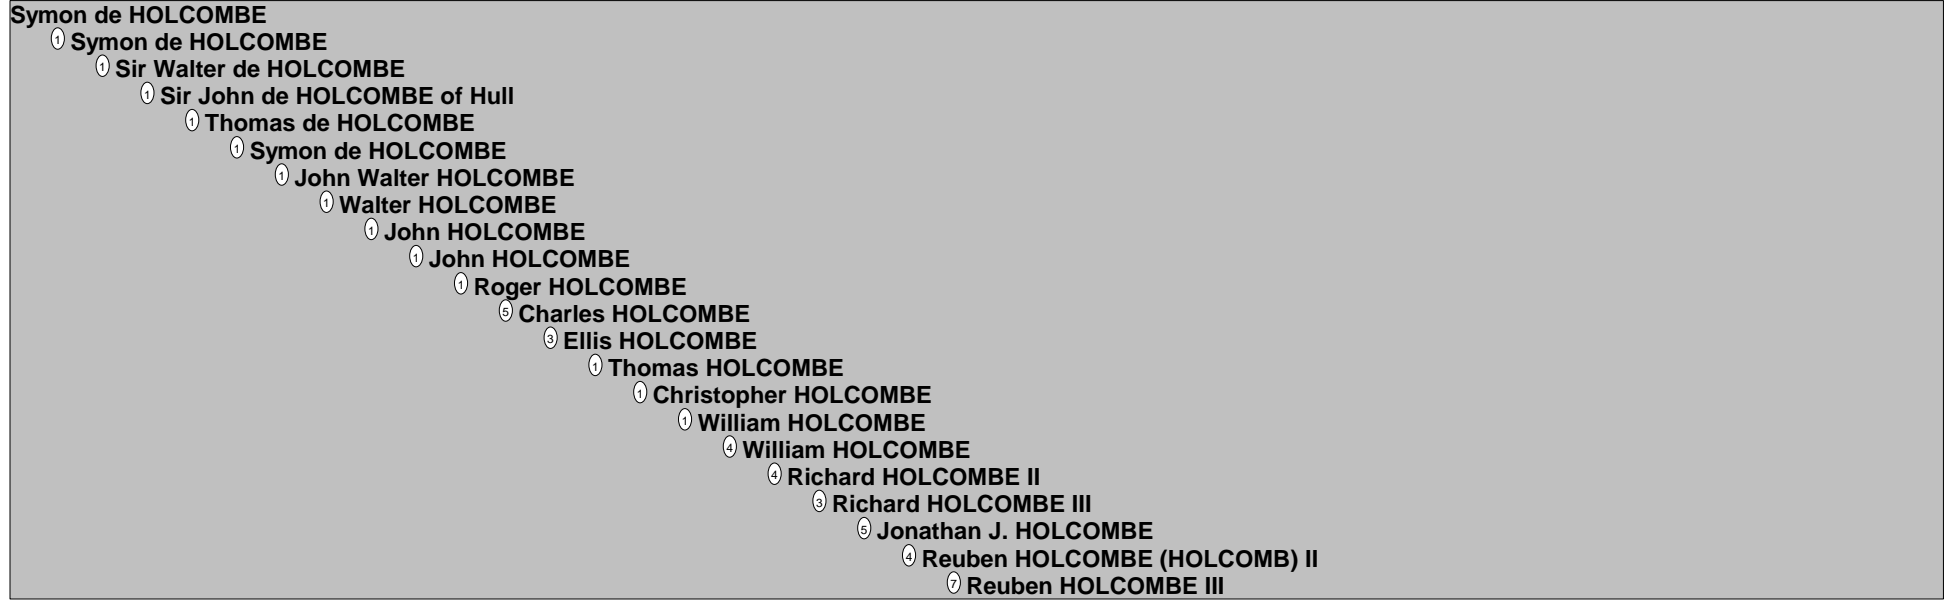 Symon de HOLCOMBE
1 Symon de HOLCOMBE
1 Sir Walter de HOLCOMBE
1 Sir John de HOLCOMBE of Hull
1 Thomas de HOLCOMBE
1 Symon de HOLCOMBE
1 John Walter HOLCOMBE
1 Walter HOLCOMBE
1 John HOLCOMBE
1 John HOLCOMBE
1 Roger HOLCOMBE
5 Charles HOLCOMBE
3 Ellis HOLCOMBE
1 Thomas HOLCOMBE
1 Christopher HOLCOMBE
1 William HOLCOMBE
4 William HOLCOMBE
4 Richard HOLCOMBE II
3 Richard HOLCOMBE III
5 Jonathan J. HOLCOMBE
4 Reuben HOLCOMBE (HOLCOMB) II
7 Reuben HOLCOMBE III